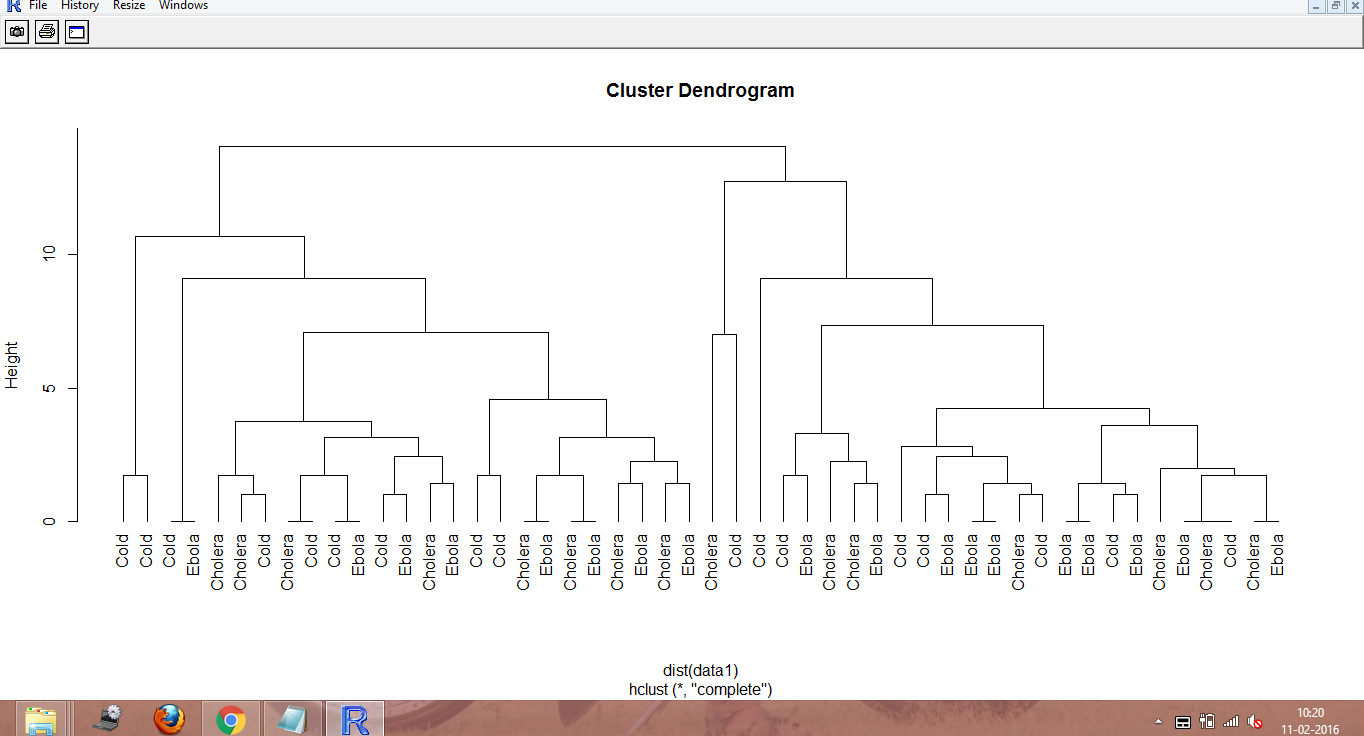 File History Resize Windows
Cluster Dendrogram
Height
0 5 10
Cold
Cold
Cold
Ebola
Cholera
Cholera
Cold
Cholera
Cold
Cold
Ebola
Cold
Ebola
Cholera
Ebola
Cold
Cold
Cholera
Ebola
Cholera
Ebola
Cholera
Ebola
Cholera
Ebola
Cholera
Cold
Cold
Cold
Ebola
Cholera
Cholera
Ebola
Cold
Cold
Ebola
Ebola
Ebola
Cholera
Cold
Ebola
Ebola
Cold
Ebola
Cholera
Ebola
Cholera
Cold
Cholera
Ebola
dist(data1)
hclust (*, "complete")
10:20
11-02-2016